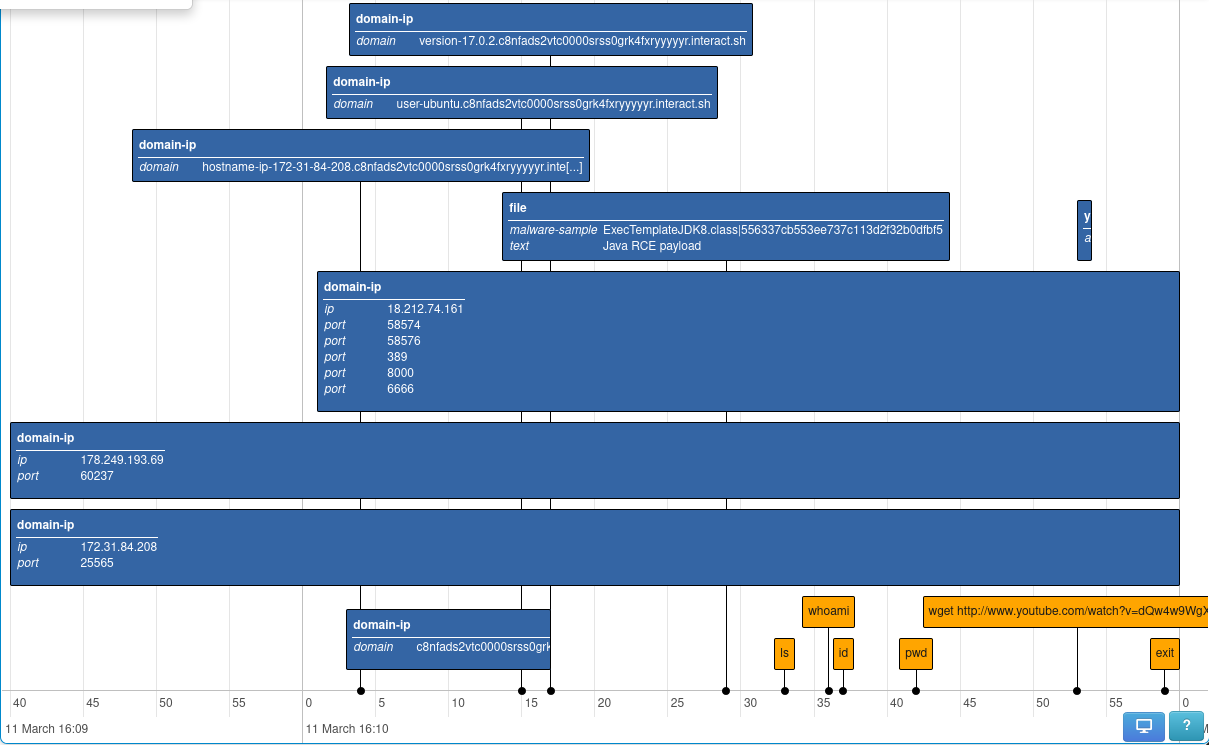 domain-ip
domain version-17.0.2.c8nfads2vtc0000srss0grk4fxryyyyyr.interact.sh
domain-ip
domain user-ubuntu.c8nfads2vtc0000srss0grk4fxryyyyyr.interact.sh
domain-ip
domain hostname-ip-172-31-84-208.c8nfads2vtc0000srss0grk4fxryyyyyr.inte[...]
file
malware-sample ExecTemplateJDK8.class|556337cb553ee737c113d2f32b0dfbf5
text Java RCE payload
y
a
domain-ip
ip 18.212.74.161
port 58574
port 58576
port 389
port 8000
port 6666
domain-ip
ip 178.249.193.69
port 60237
domain-ip
ip 172.31.84.208
port 25565
whoami
wget http://www.youtube.com/watch?v=dQw4w9WgX
domain-ip
domain c8nfads2vtc0000srss0grk
ls
id
pwd
exit
40 45 50 55 0 5 10 15 20 25 30 35 40 45 50 55 0
11 March 16:09 11 March 16:10
?